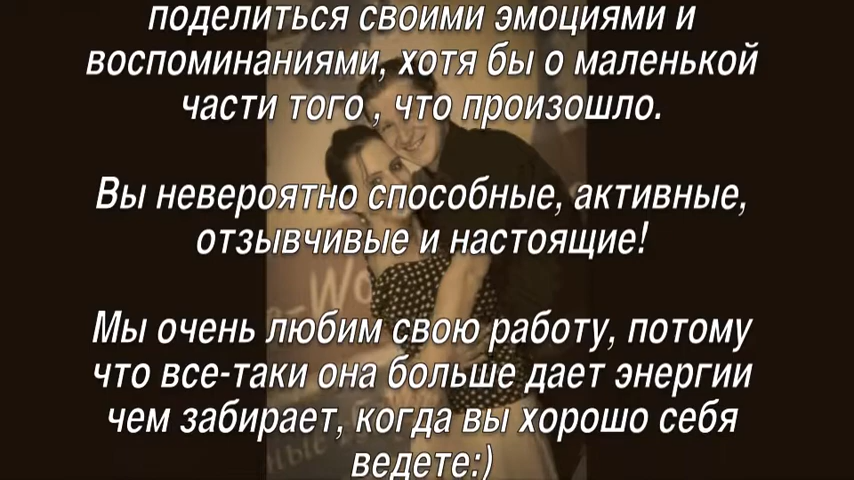 поделиться своими эмоциями и
воспоминаниями, хотя бы о маленькой
части того , что произошло.
Вы невероятно способные, активные,
отзывчивые и настоящие!
e-Wo
Мы очень любим свою работу, потому
что все-таки она больше дает энергии
чем забирает, когда вы хорошо себя
ведете:)